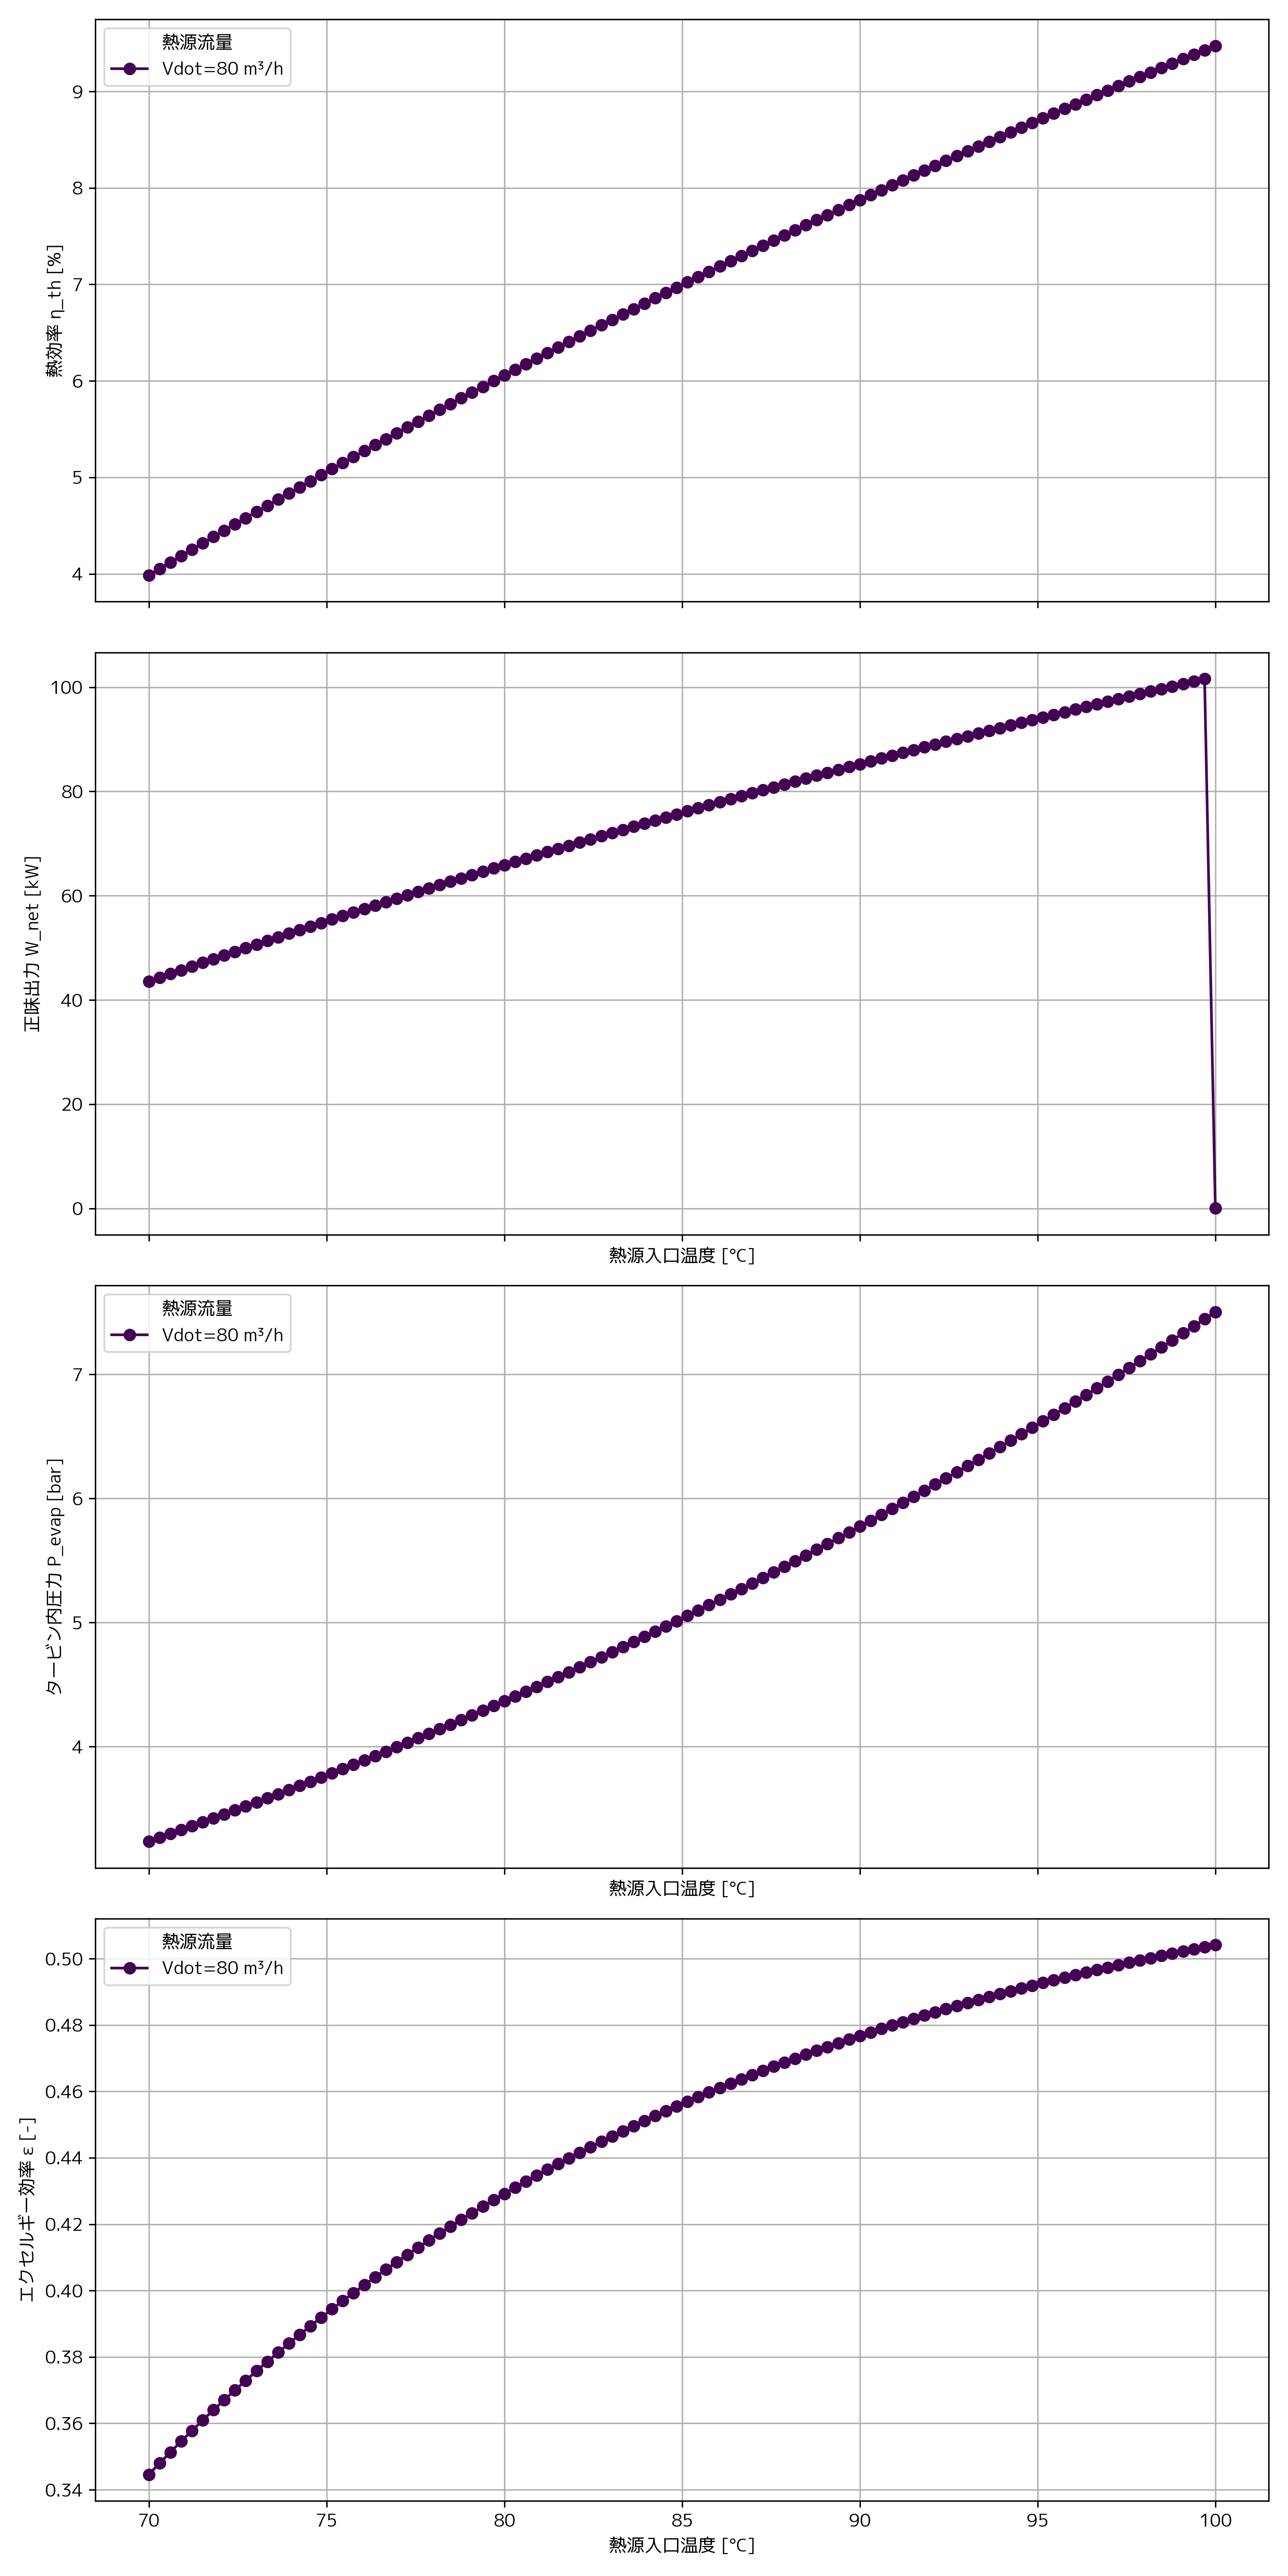 熱源流量
Vdot=80 m³/h
熱効率 η_th [%]
9
8
7
6
5
4
正味出力 W_net [kW]
100
80
60
40
20
0
熱源入口温度 [°C]
熱源流量
Vdot=80 m³/h
タービン内圧力 P_evap [bar]
7
6
5
4
熱源入口温度 [°C]
熱源流量
Vdot=80 m³/h
エクセルギー効率 ε [-]
0.50
0.48
0.46
0.44
0.42
0.40
0.38
0.36
0.34
70 75 80 85 90 95 100
熱源入口温度 [°C]